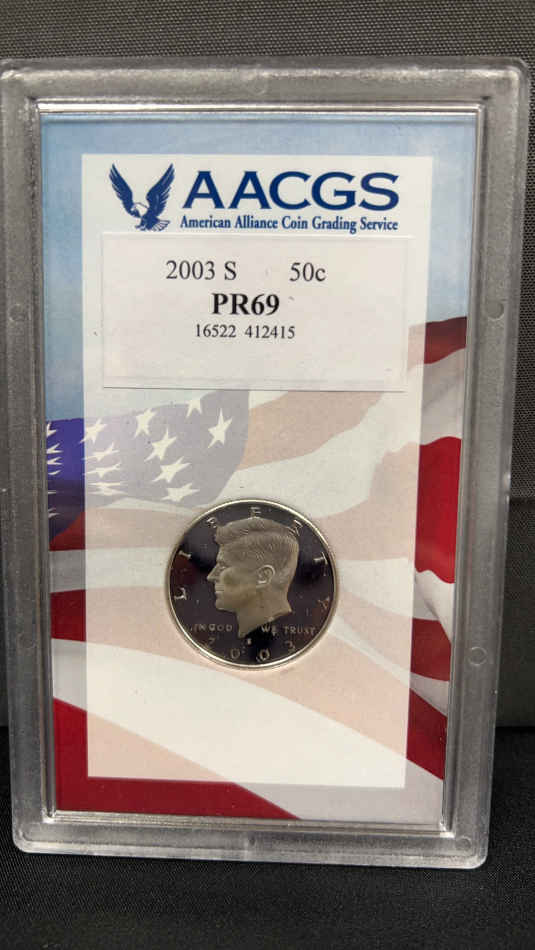 AACGS
American Alliance Coin Grading Service
2003 S 50c
PR69
16522 412415
LIBERTY
IN GOD WE TRUST
S
2003